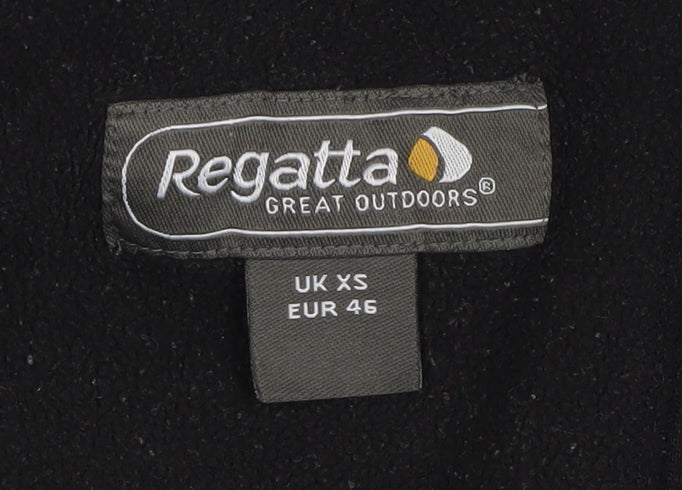 Regatta
GREAT OUTDOORS®
UK XS
EUR 46